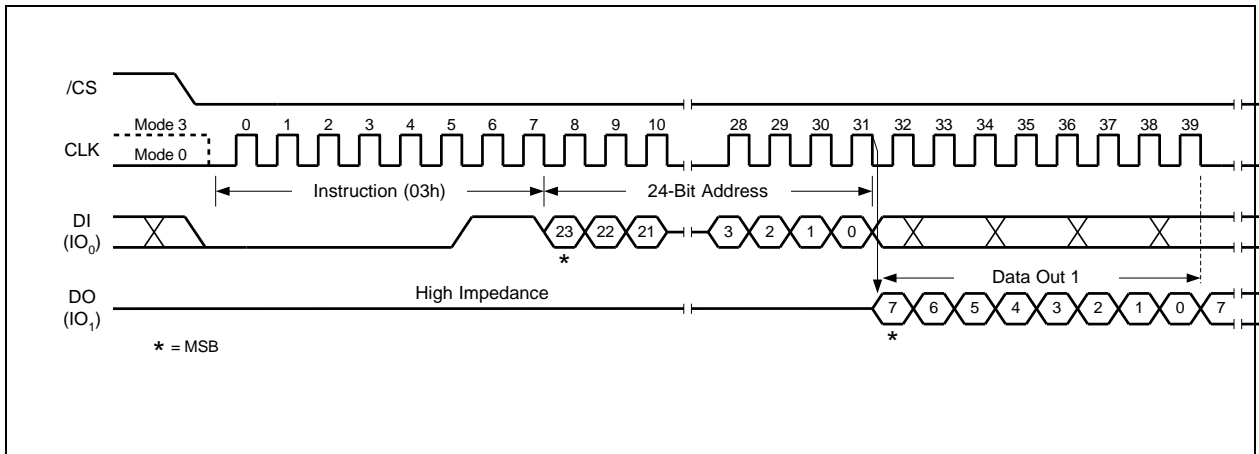 /CS
Mode 3
0 1 2 3 4 5 6 7 8 9 10 28 29 30 31 32 33 34 35 36 37 38 39
CLK
Mode 0
Instruction (03h)
24-Bit Address
DI
(IO0)
23 22 21 3 2 1 0
*
Data Out 1
DO
(IO1)
High Impedance
7 6 5 4 3 2 1 0 7
*
* = MSB